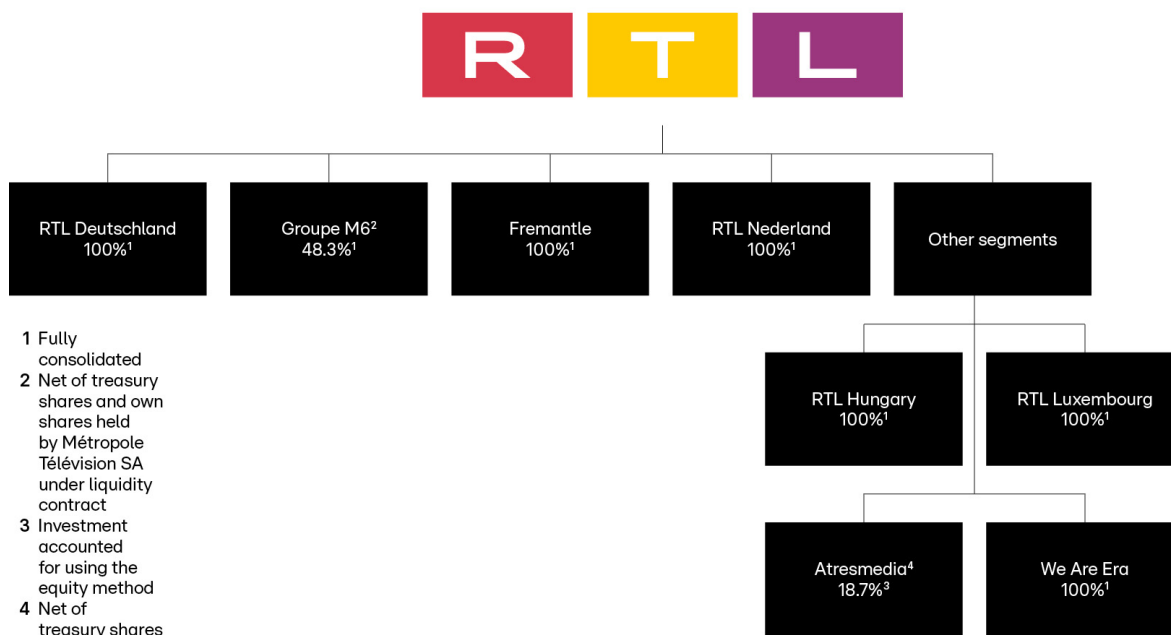 R T L
RTL Deutschland
100%¹
Groupe M6²
48.3%¹
Fremantle
100%¹
RTL Nederland
100%¹
Other segments
RTL Hungary
100%¹
RTL Luxembourg
100%¹
Atresmedia⁴
18.7%³
We Are Era
100%¹
1 Fully
consolidated
2 Net of treasury
shares and own
shares held
by Métropole
Télévision SA
under liquidity
contract
3 Investment
accounted
for using the
equity method
4 Net of
treasury shares